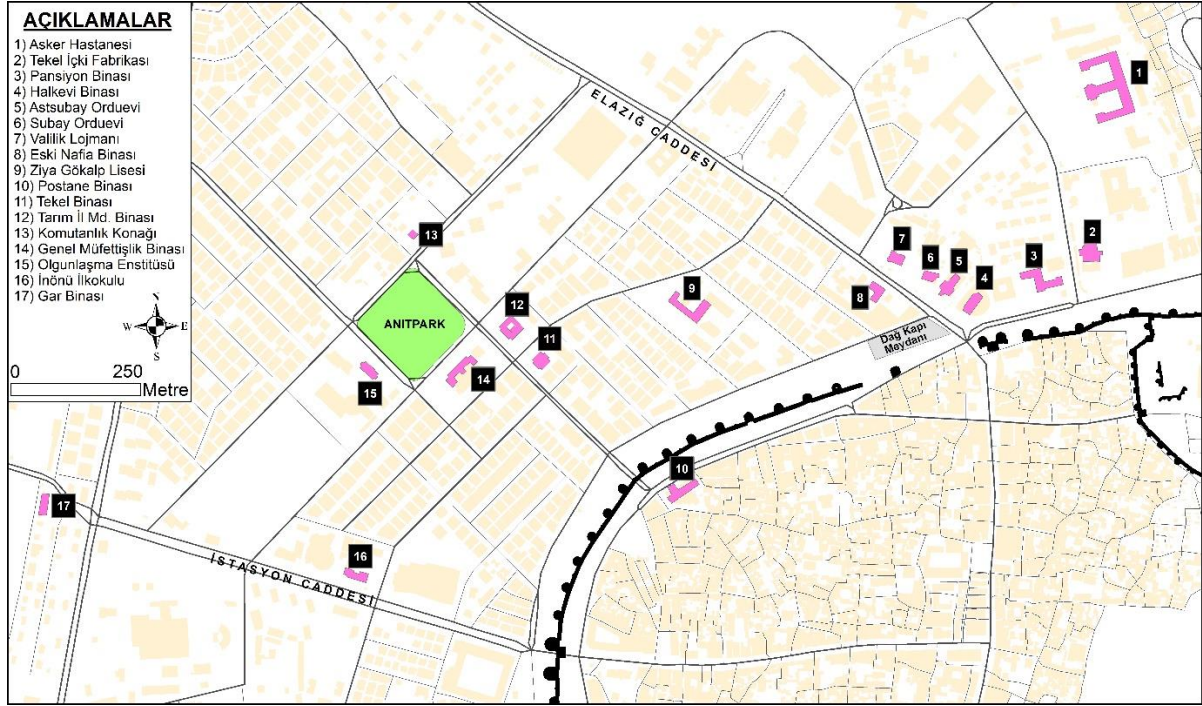 AÇIKLAMALAR
1) Asker Hastanesi
2) Tekel İçki Fabrikası
3) Pansiyon Binası
4) Halkevi Binası
5) Astsubay Orduevi
6) Subay Orduevi
7) Valilik Lojmanı
8) Eski Nafia Binası
9) Ziya Gökalp Lisesi
10) Postane Binası
11) Tekel Binası
12) Tarım İl Md. Binası
13) Komutanlık Konağı
14) Genel Müfettişlik Binası
15) Olgunlaşma Enstitüsü
16) İnönü İlkokulu
17) Gar Binası
N
W E
S
0 250
Metre
ELAZIĞ CADDESİ
1
2
13
7
6
5
3
4
9
8
12
ANITPARK
Dağ Kapı
Meydanı
11
14
15
10
17
16
İSTASYON CADDESİ